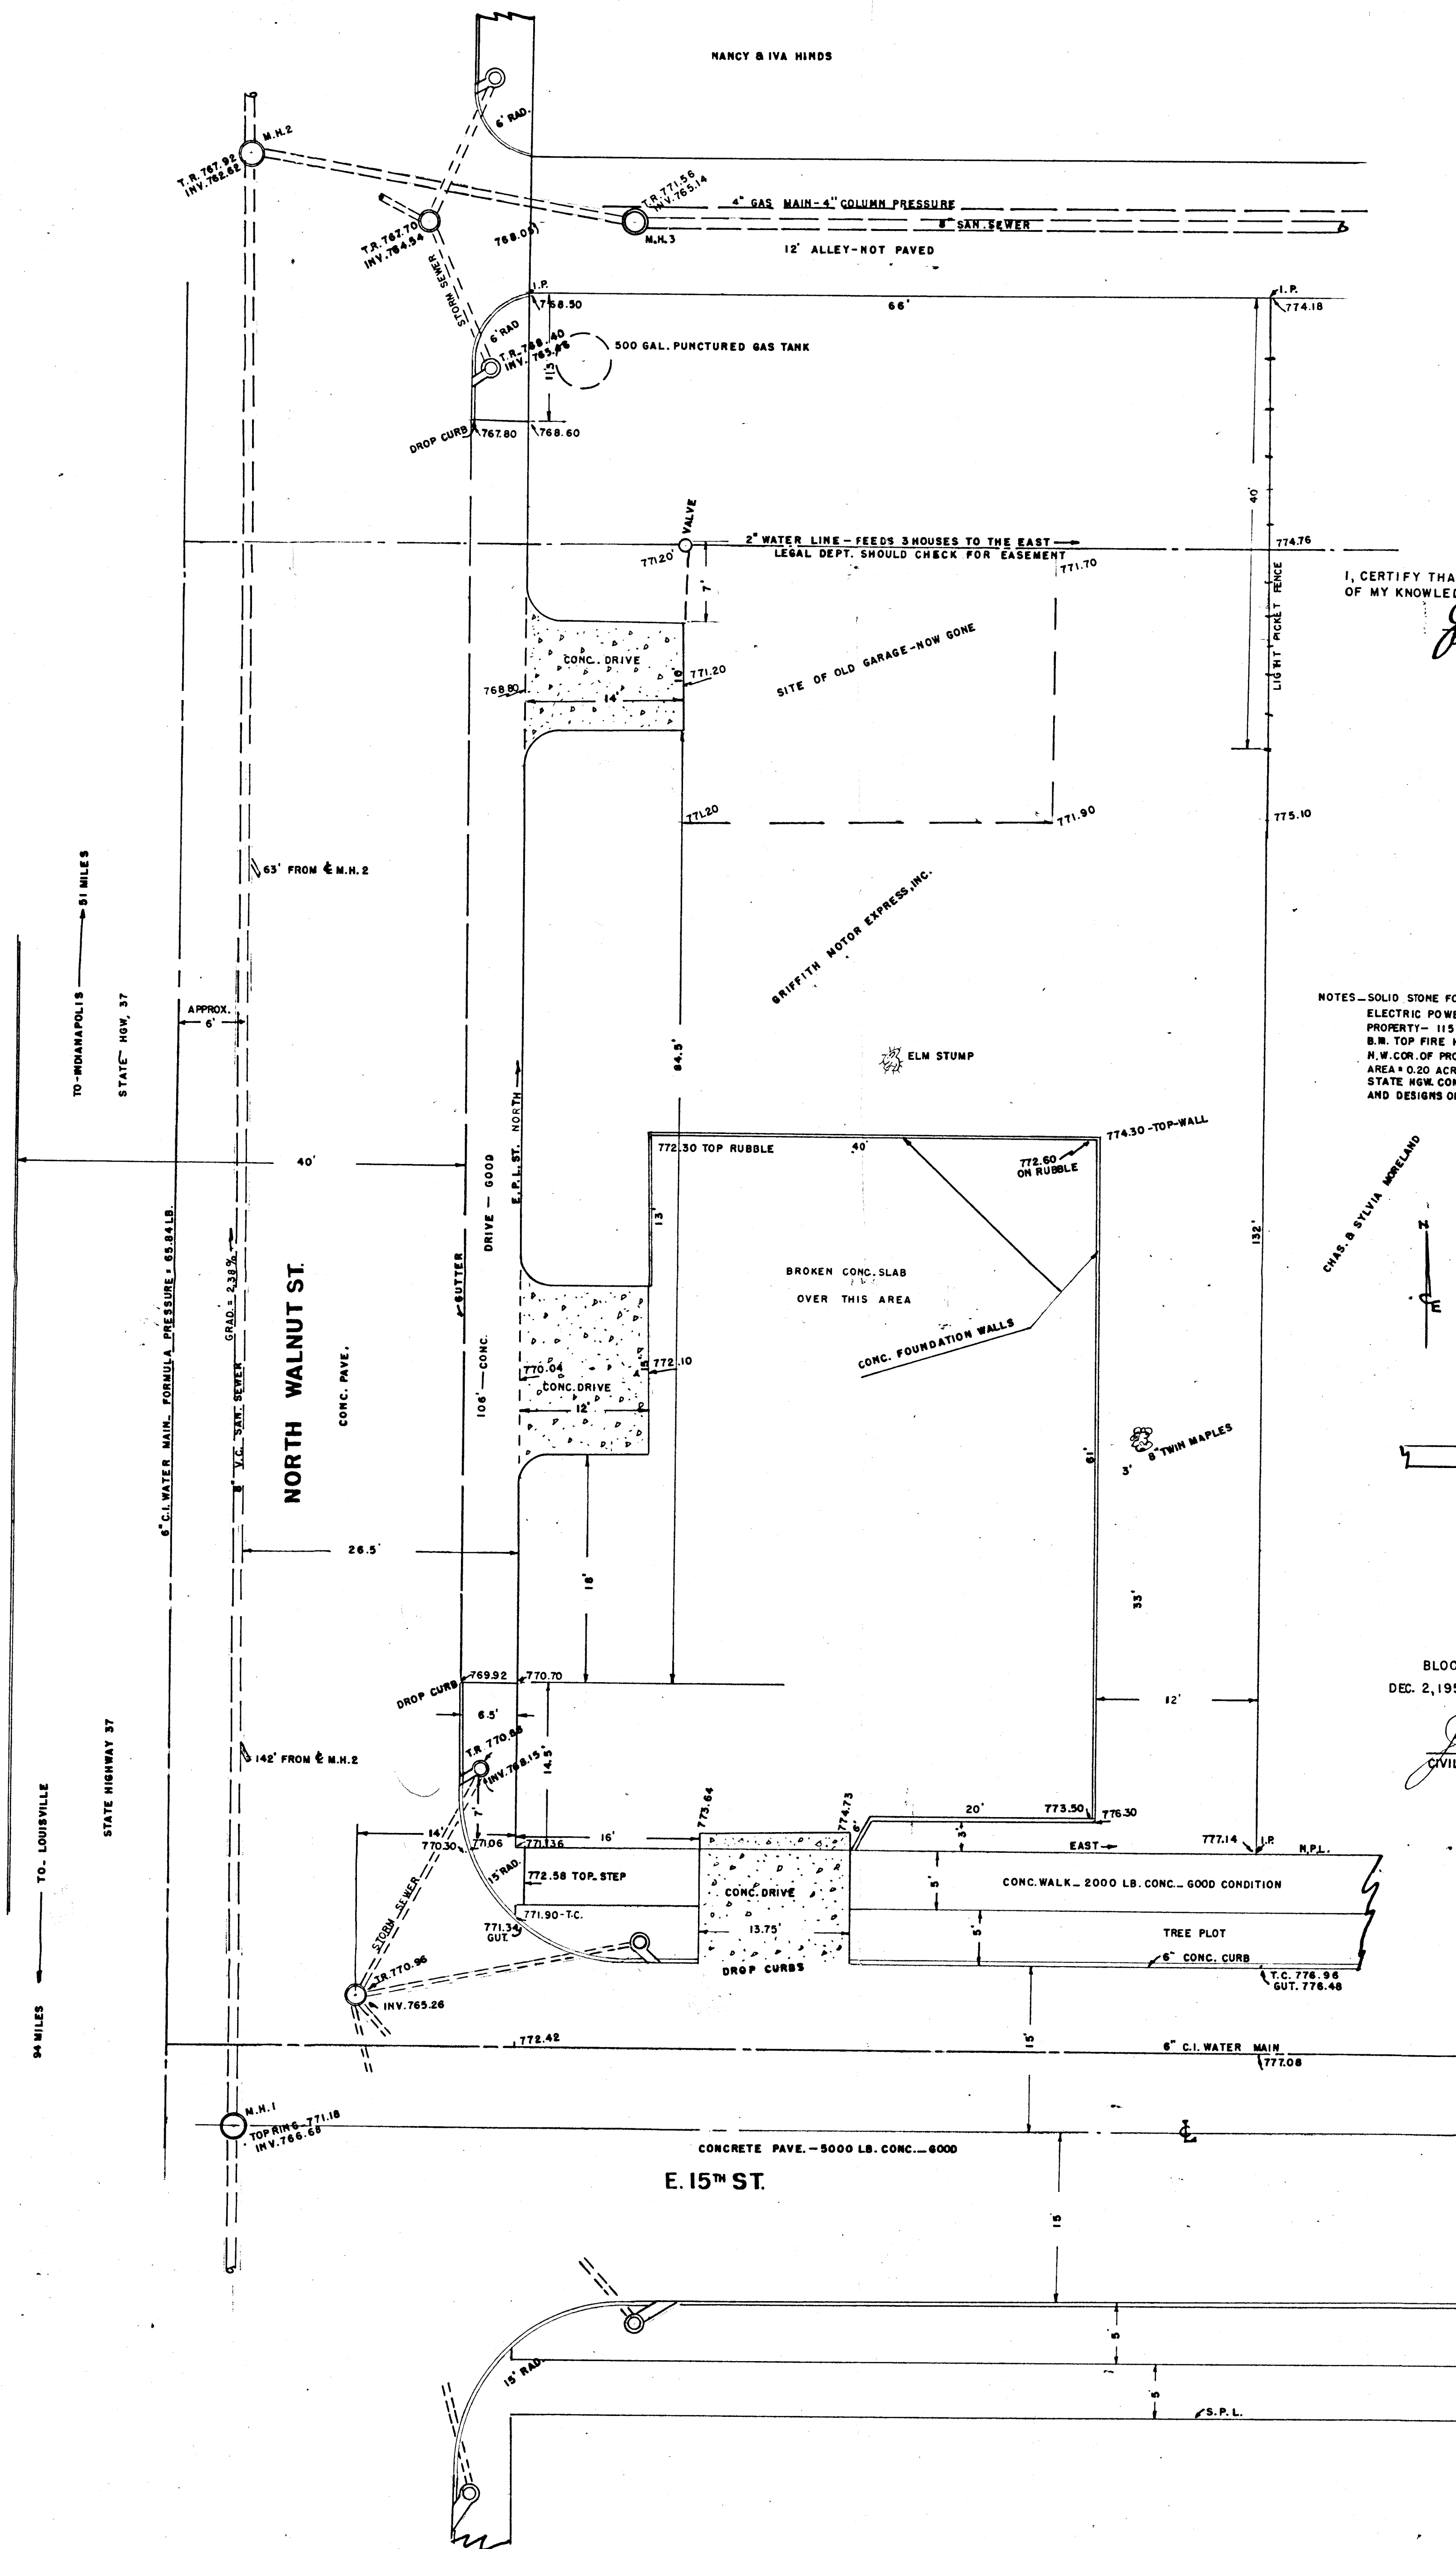 NANCY & IVA HINDS
6' RAD.
M.H.2
T.R. 767.92
INV. 762.62
T.R. 771.56
INV. 765.14
4" GAS MAIN-4" COLUMN PRESSURE
8" SAN. SEWER
M.H.3
12' ALLEY-NOT PAVED
T.R. 767.70
INV. 764.54
768.05
STORM SEWER
I.P.
768.50
66'
I.P.
774.18
6' RAD
T.R. 768.40
500 GAL. PUNCTURED GAS TANK
11.5'
DROP CURB
767.80
768.60
VALVE
40'
2" WATER LINE - FEEDS 3 HOUSES TO THE EAST
LEGAL DEPT. SHOULD CHECK FOR EASEMENT
771.20
774.76
771.70
7'
LIGHT PICKET FENCE
I, CERTIFY THA
OF MY KNOWLED
CONC. DRIVE
SITE OF OLD GARAGE-NOW GONE
768.80
10'
771.20
14'
771.20
771.90
775.10
63' FROM ℄ M.H.2
TO-INDIANAPOLIS 51 MILES
STATE HGW, 37
GRIFFITH MOTOR EXPRESS, INC.
APPROX.
6'
84.5'
ELM STUMP
NOTES_SOLID STONE FO
ELECTRIC POWE
PROPERTY- 115
B.M. TOP FIRE H
N.W.COR.OF PRO
AREA = 0.20 ACR
STATE HGW. CON
AND DESIGNS O
E.P.L. ST. NORTH
774.30-TOP-WALL
772.30 TOP RUBBLE
40'
772.60
ON RUBBLE
40'
DRIVE - GOOD
13'
132'
CHAS. & SYLVIA MORELAND
N
E
6" C.I. WATER MAIN_ FORMULA PRESSURE = 65.84 LB.
GRAD. = 2.38%
8" V.C. SAN. SEWER
NORTH WALNUT ST.
CONC. PAVE.
GUTTER
106' - CONC.
BROKEN CONC. SLAB
OVER THIS AREA
CONC. FOUNDATION WALLS
770.04
15'
772.10
CONC. DRIVE
12'
61'
3'
8" TWIN MAPLES
26.5'
18'
33'
DROP CURB
769.92
770.70
BLOO
DEC. 2, 195
12'
6.5'
CIVIL
STATE HIGHWAY 37
142' FROM ℄ M.H.2
INV. 768.15
14.5'
7'
773.64
774.73
20'
773.50
776.30
14'
16'
6'
3'
770.30
771.06
771.36
EAST
777.14
I.P.
N.P.L.
15' RAD.
772.58 TOP_STEP
CONC. DRIVE
5'
CONC. WALK_2000 LB. CONC._ GOOD CONDITION
771.90-T.C.
771.34
GUT.
13.75'
5'
TREE PLOT
STORM SEWER
DROP CURBS
6" CONC. CURB
T.C. 776.96
GUT. 776.48
T.R. 770.96
INV. 765.26
94 MILES TO_ LOUISVILLE
772.42
15'
6" C.I. WATER MAIN
777.08
M.H.1
TOP RING-771.18
INV. 766.68
℄
CONCRETE PAVE.-5000 LB. CONC._GOOD
E. 15TH ST.
15'
15' RAD.
5'
5'
S.P.L.